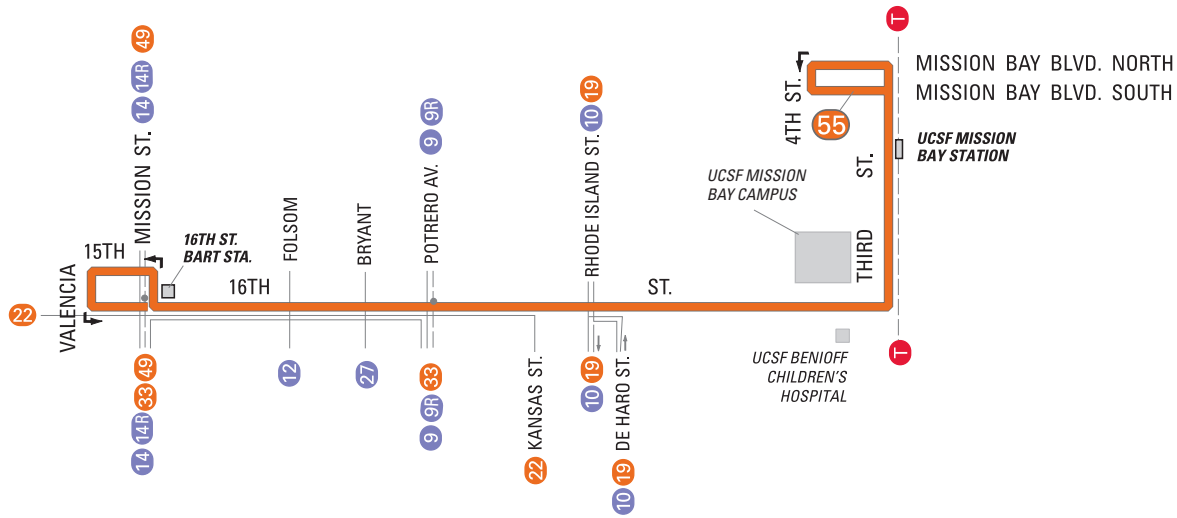 49
14 14R
T
19
10
9 9R
MISSION BAY BLVD. NORTH
MISSION BAY BLVD. SOUTH
4TH ST.
55
UCSF MISSION
BAY STATION
UCSF MISSION
BAY CAMPUS
THIRD ST.
MISSION ST.
FOLSOM
BRYANT
POTRERO AV.
RHODE ISLAND ST.
15TH
16TH ST.
BART STA.
16TH ST.
VALENCIA
22
T
UCSF BENIOFF
CHILDREN'S
HOSPITAL
33 49
14 14R
12
27
33
9 9R
KANSAS ST.
22
19
10
DE HARO ST.
10 19